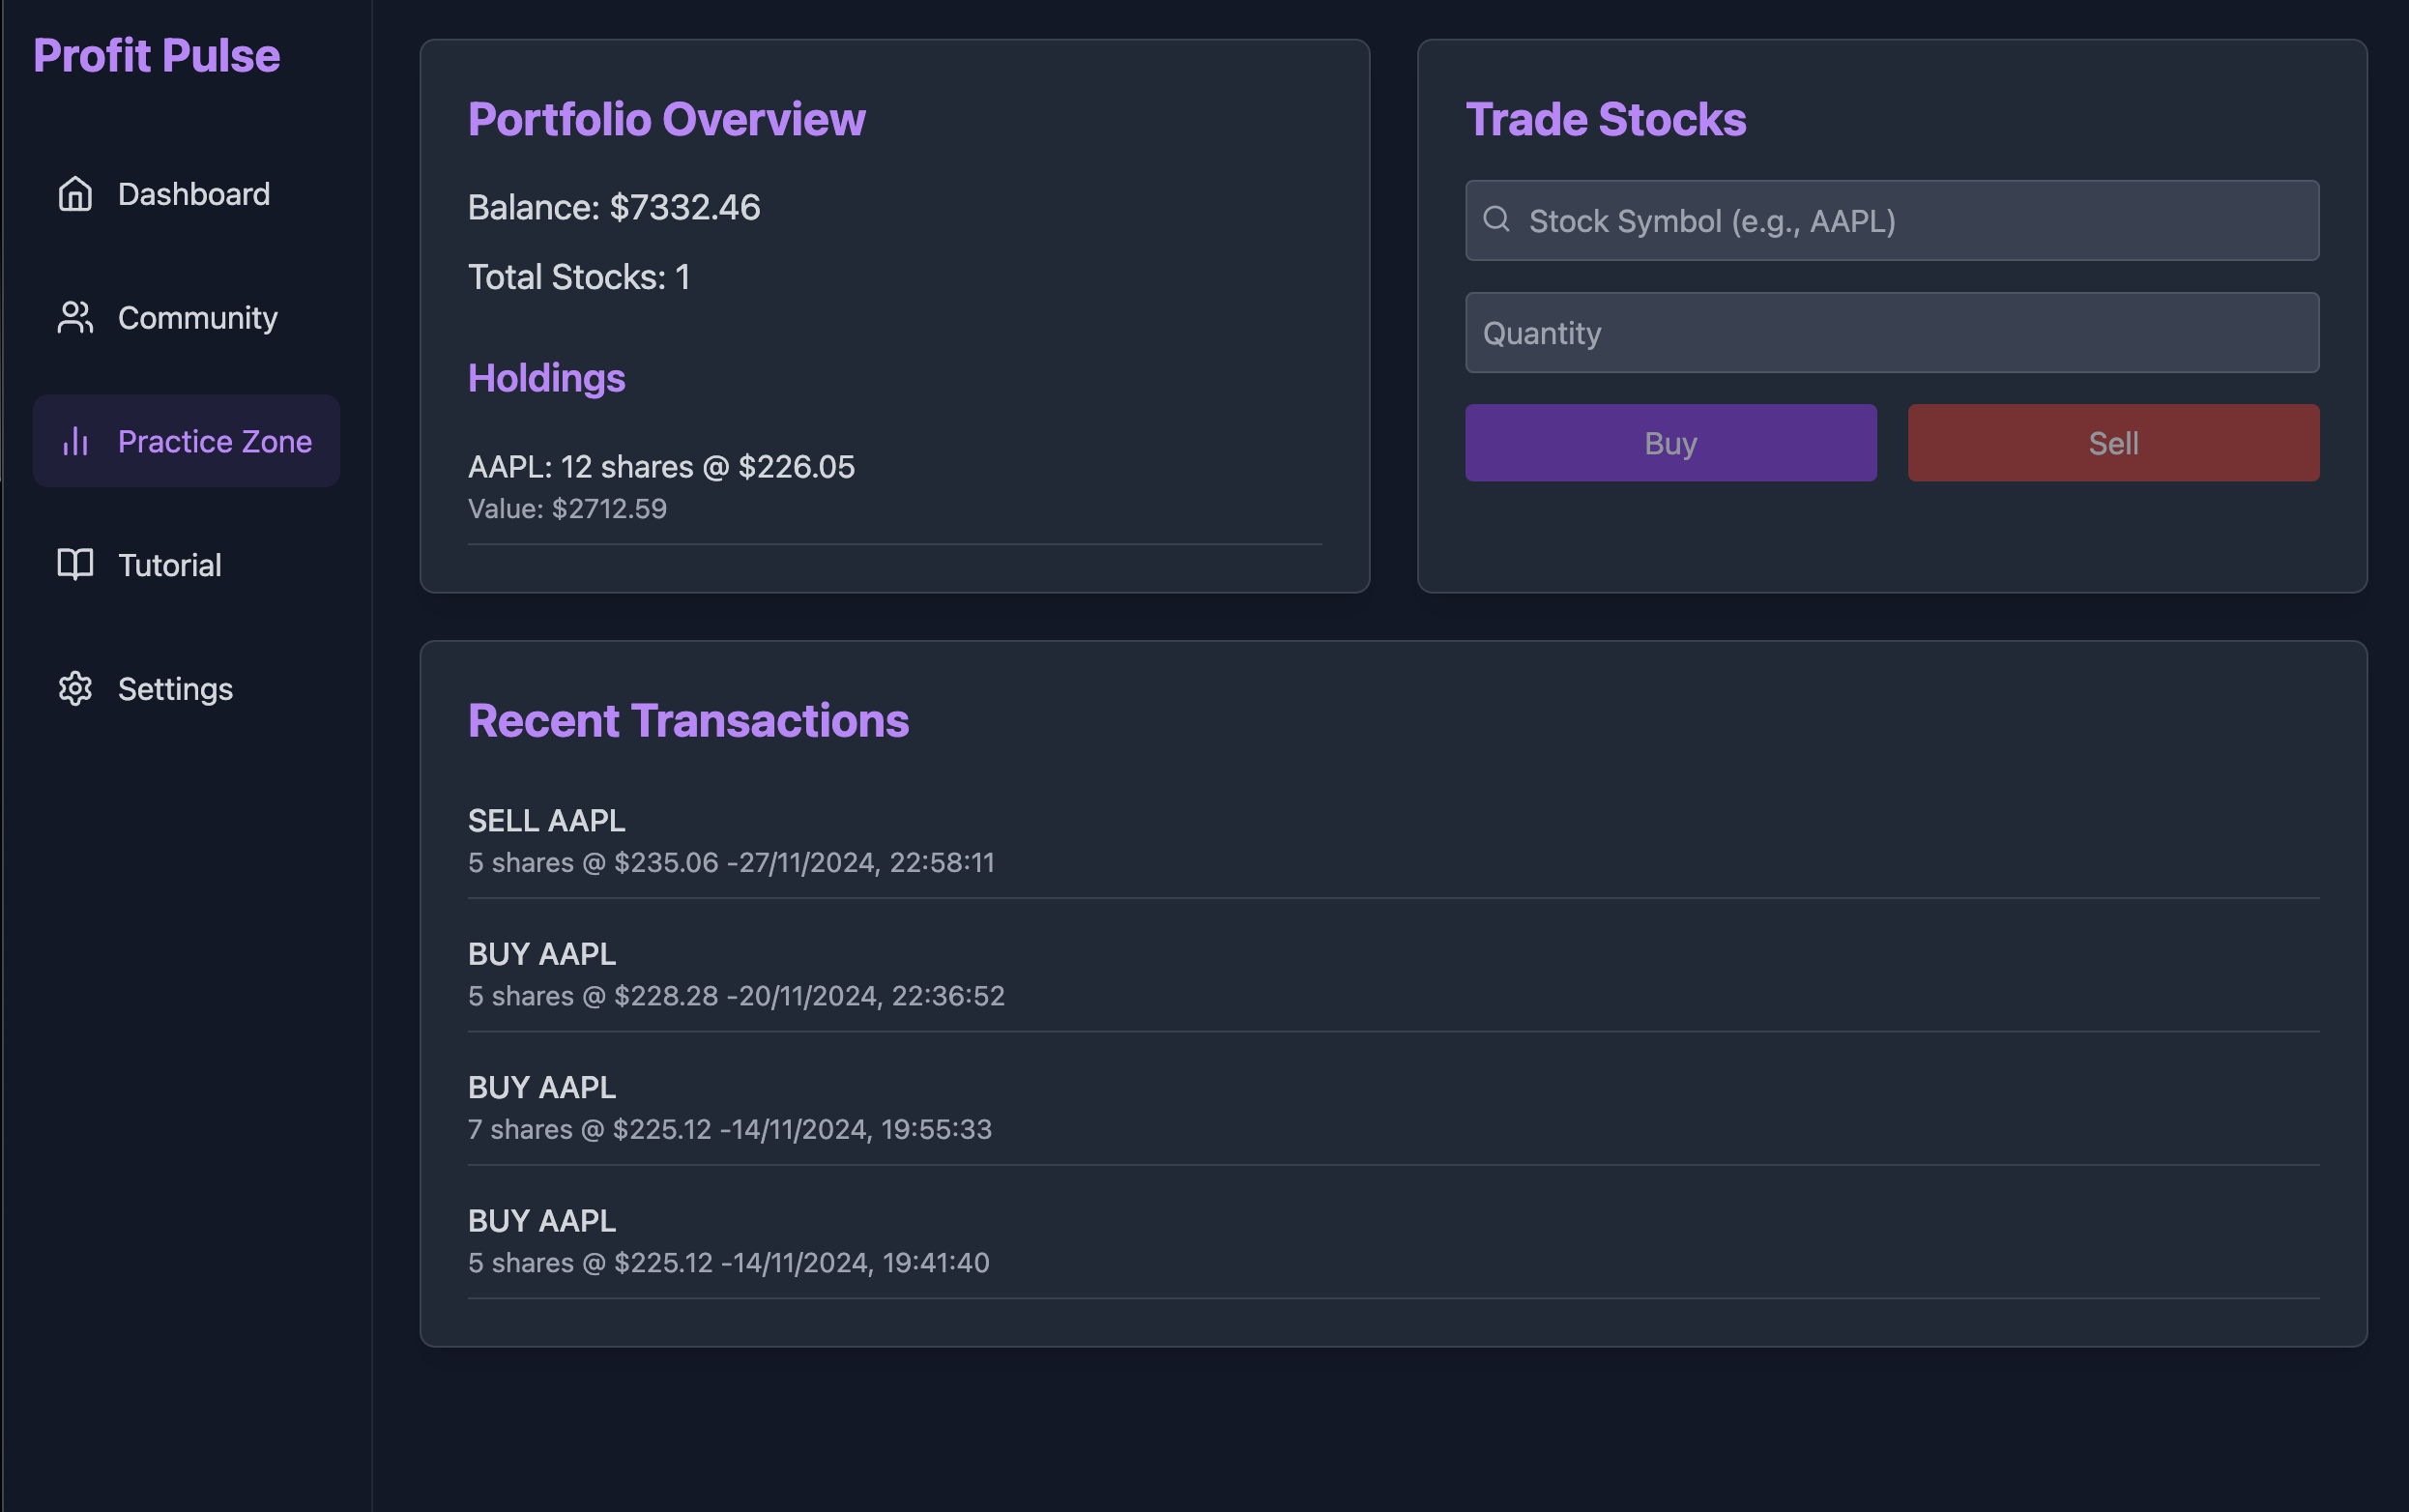 Profit Pulse
Dashboard
Community
Practice Zone
Tutorial
Settings
Portfolio Overview
Balance: $7332.46
Total Stocks: 1
Holdings
AAPL: 12 shares @ $226.05
Value: $2712.59
Trade Stocks
Stock Symbol (e.g., AAPL)
Quantity
Buy
Sell
Recent Transactions
SELL AAPL
5 shares @ $235.06 -27/11/2024, 22:58:11
BUY AAPL
5 shares @ $228.28 -20/11/2024, 22:36:52
BUY AAPL
7 shares @ $225.12 -14/11/2024, 19:55:33
BUY AAPL
5 shares @ $225.12 -14/11/2024, 19:41:40